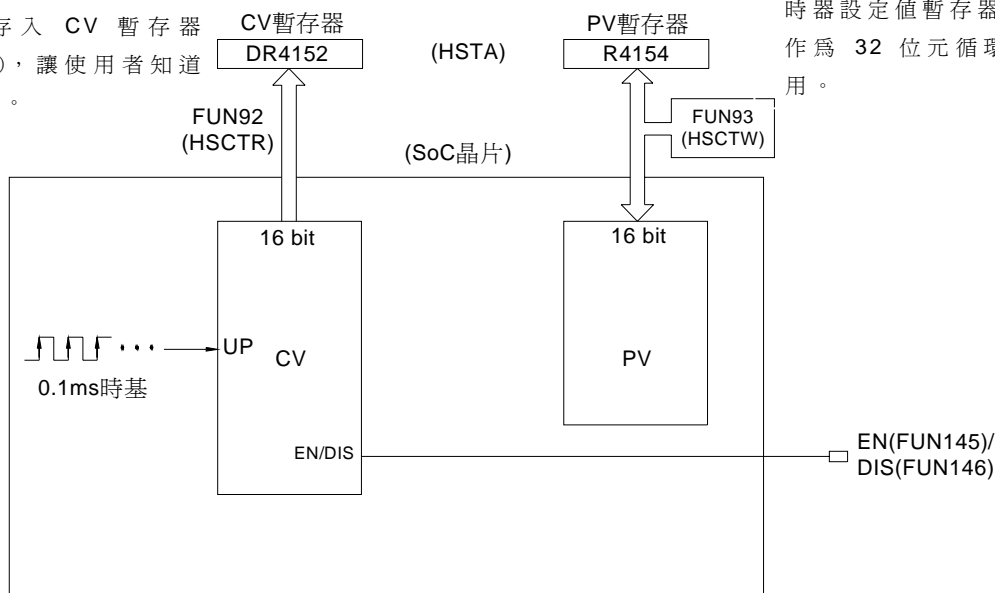 存入 CV 暫存器
),讓使用者知道
。
CV暫存器
DR4152
(HSTA)
PV暫存器
R4154
時器設定值暫存器
作為 32 位元循環
用。
FUN92
(HSCTR)
FUN93
(HSCTW)
(SoC晶片)
16 bit
16 bit
UP
CV
PV
0.1ms時基
EN/DIS
EN(FUN145)/
DIS(FUN146)